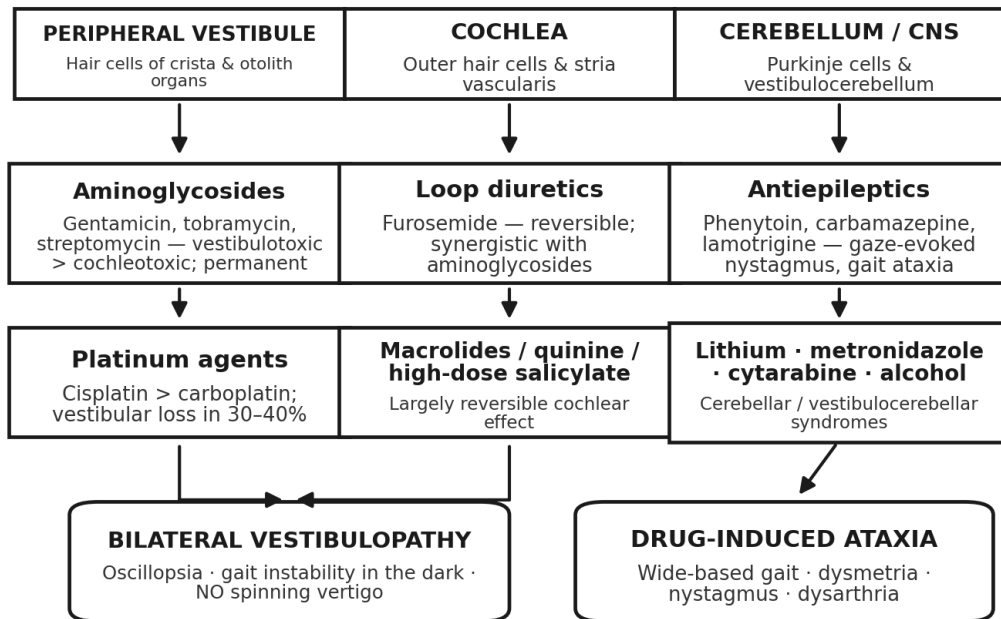 PERIPHERAL VESTIBULE
Hair cells of crista & otolith
organs
COCHLEA
Outer hair cells & stria
vascularis
CEREBELLUM / CNS
Purkinje cells &
vestibulocerebellum
Aminoglycosides
Gentamicin, tobramycin,
streptomycin — vestibulotoxic
> cochleotoxic; permanent
Loop diuretics
Furosemide — reversible;
synergistic with
aminoglycosides
Antiepileptics
Phenytoin, carbamazepine,
lamotrigine — gaze-evoked
nystagmus, gait ataxia
Platinum agents
Cisplatin > carboplatin;
vestibular loss in 30–40%
Macrolides / quinine /
high-dose salicylate
Largely reversible cochlear
effect
Lithium · metronidazole
· cytarabine · alcohol
Cerebellar / vestibulocerebellar
syndromes
BILATERAL VESTIBULOPATHY
Oscillopsia · gait instability in the dark ·
NO spinning vertigo
DRUG-INDUCED ATAXIA
Wide-based gait · dysmetria ·
nystagmus · dysarthria